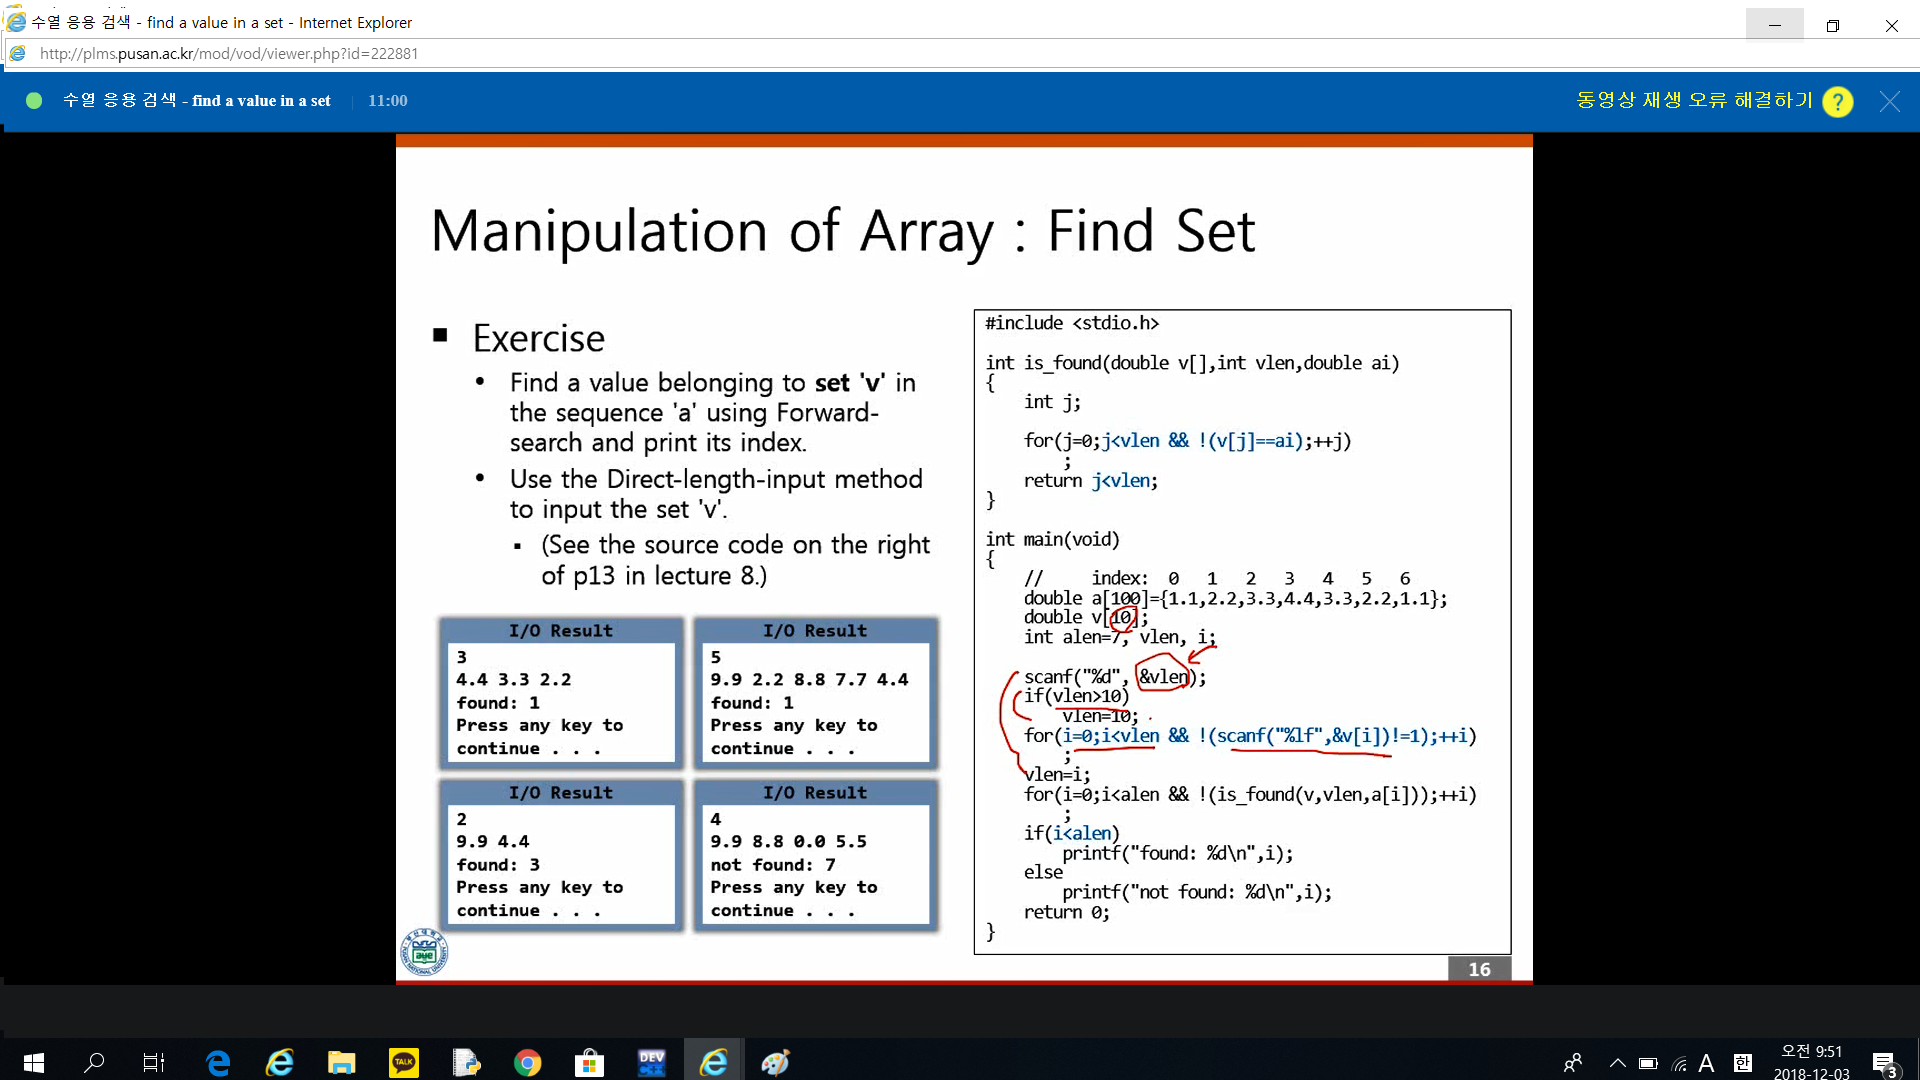 수열 응용 검색 - find a value in a set - Internet Explorer
http://plms.pusan.ac.kr/mod/vod/viewer.php?id=222881
수열 응용 검색 - find a value in a set | 11:00
동영상 재생 오류 해결하기 ?
Manipulation of Array : Find Set
■ Exercise
• Find a value belonging to set 'v' in
the sequence 'a' using Forward-
search and print its index.
• Use the Direct-length-input method
to input the set 'v'.
▪ (See the source code on the right
of p13 in lecture 8.)
I/O Result
3
4.4 3.3 2.2
found: 1
Press any key to
continue . . .
I/O Result
5
9.9 2.2 8.8 7.7 4.4
found: 1
Press any key to
continue . . .
I/O Result
2
9.9 4.4
found: 3
Press any key to
continue . . .
I/O Result
4
9.9 8.8 0.0 5.5
not found: 7
Press any key to
continue . . .
#include <stdio.h>
int is_found(double v[],int vlen,double ai)
{
int j;
for(j=0;j<vlen && !(v[j]==ai);++j)
;
return j<vlen;
}
int main(void)
{
// index: 0 1 2 3 4 5 6
double a[100]={1.1,2.2,3.3,4.4,3.3,2.2,1.1};
double v[10];
int alen=7, vlen, i;
scanf("%d", &vlen);
if(vlen>10)
vlen=10;
for(i=0;i<vlen && !(scanf("%lf",&v[i])!=1);++i)
;
vlen=i;
for(i=0;i<alen && !(is_found(v,vlen,a[i]));++i)
;
if(i<alen)
printf("found: %d\n",i);
else
printf("not found: %d\n",i);
return 0;
}
16
TALK
DEV
C++
A
한
오전 9:51
2018-12-03
3